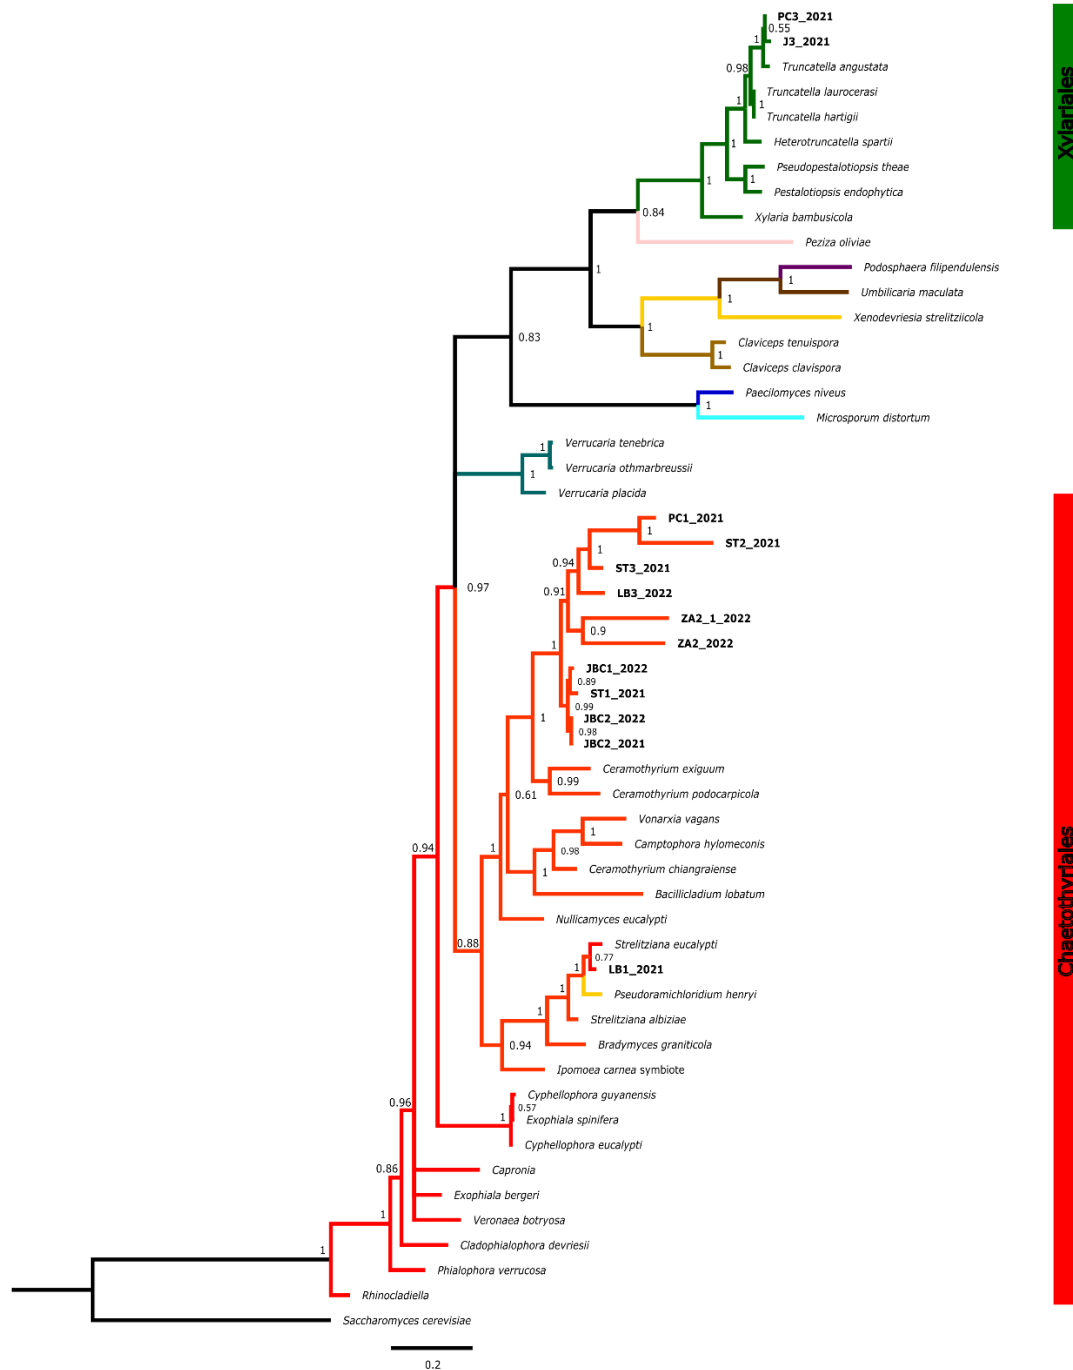 PC3_2021
0.55
1
J3_2021
0.98
Truncatella angustata
Truncatella laurocerasi
1
1
Truncatella hartigii
1
Heterotruncatella spartii
Pseudopestalotiopsis theae
1
1
Pestalotiopsis endophytica
0.84
Xylaria bambusicola
Peziza oliviae
Xylariales
1
Podosphaera filipendulensis
1
Umbilicaria maculata
1
Xenodevriesia strelitziicola
1
Claviceps tenuispora
0.83
1
Claviceps clavispora
Paecilomyces niveus
1
Microsporum distortum
Verrucaria tenebrica
1
Verrucaria othmarbreussii
1
Verrucaria placida
PC1_2021
1
ST2_2021
1
0.94
ST3_2021
0.97
0.91
LB3_2022
ZA2_1_2022
0.9
1
ZA2_2022
JBC1_2022
0.89
ST1_2021
0.99
JBC2_2022
1
0.98
JBC2_2021
Ceramothyrium exiguum
0.99
0.61
Ceramothyrium podocarpicola
Vonarxia vagans
1
Camptophora hylomeconis
0.94
1
0.98
Ceramothyrium chiangraiense
1
Bacillicladium lobatum
Nullicamyces eucalypti
0.88
Strelitziana eucalypti
0.77
1
LB1_2021
1
Pseudoramichloridium henryi
1
Strelitziana albiziae
0.94
Bradymyces graniticola
Ipomoea carnea symbiote
Chaetothyriales
Cyphellophora guyanensis
0.96
0.57
1
Exophiala spinifera
Cyphellophora eucalypti
0.86
Capronia
Exophiala bergeri
1
Veronaea botryosa
1
Cladophialophora devriesii
Phialophora verrucosa
Rhinocladiella
Saccharomyces cerevisiae
0.2